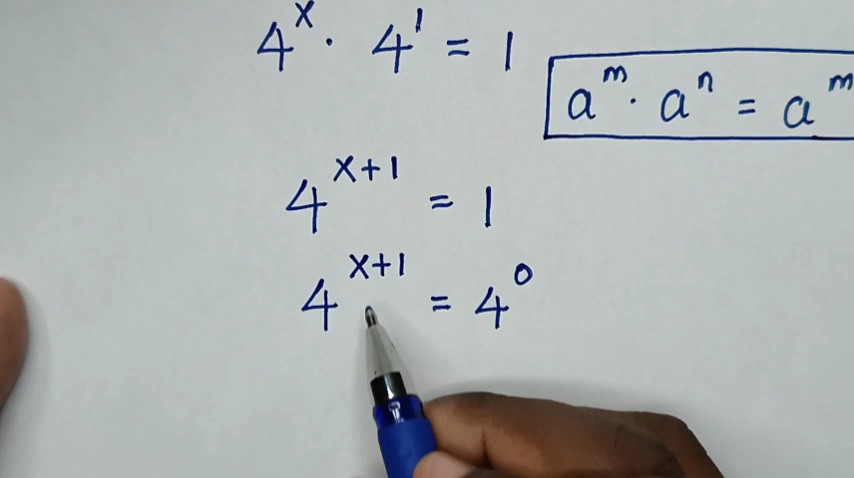 4^x · 4^1 = 1
a^m · a^n = a^m
4^(x+1) = 1
4^(x+1) = 4^0